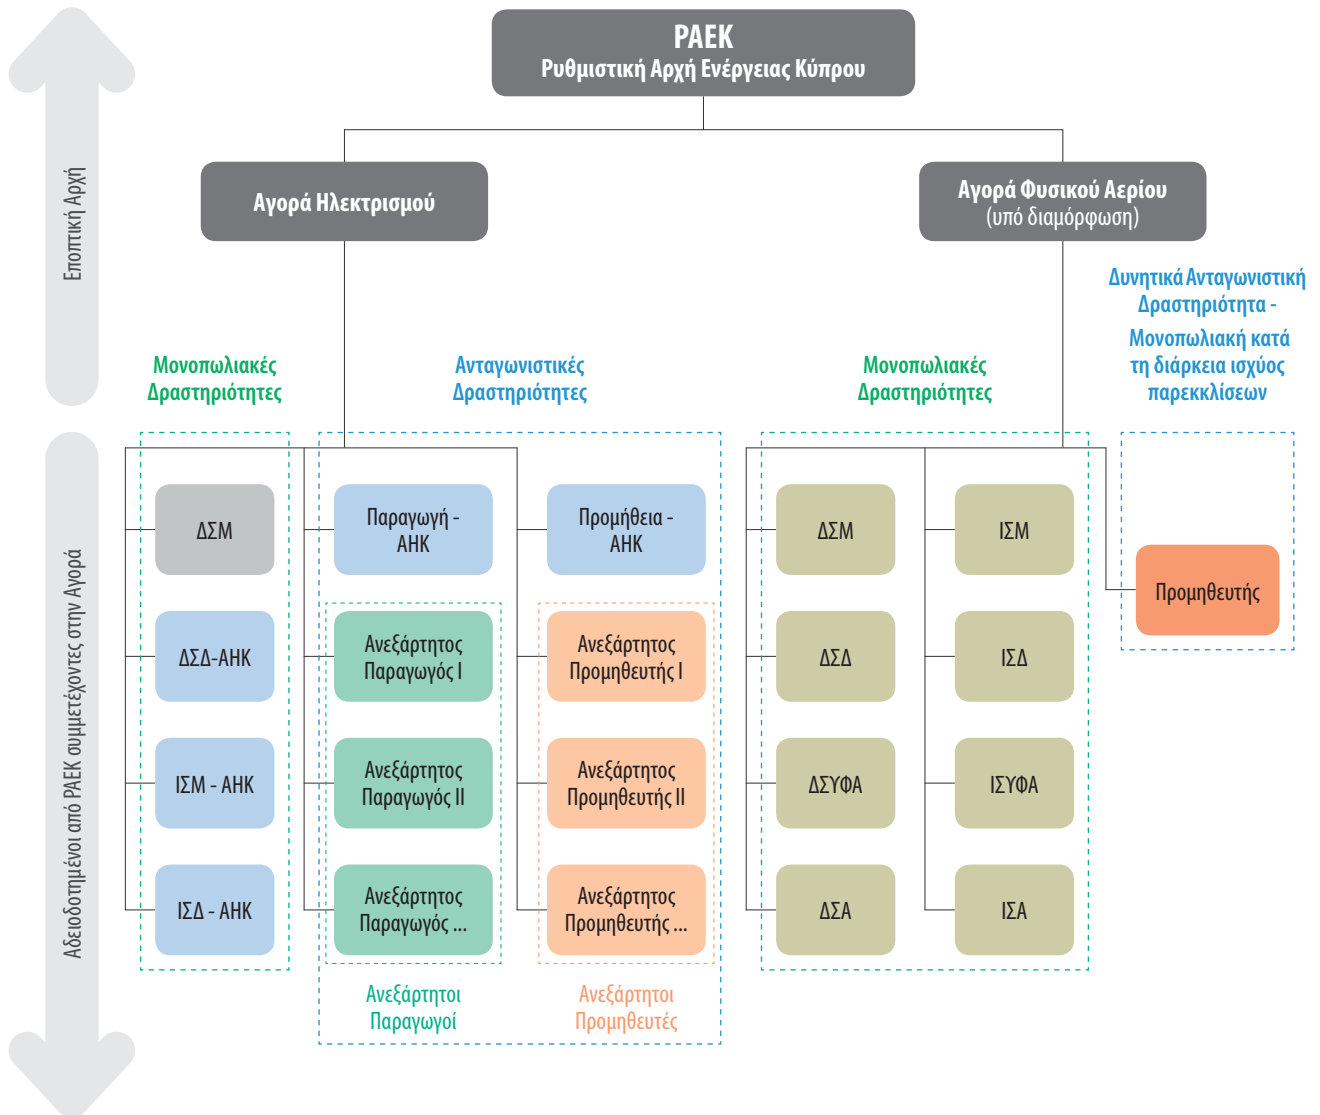 ΡΑΕΚ
Ρυθμιστική Αρχή Ενέργειας Κύπρου
Εποπτική Αρχή
Αγορά Ηλεκτρισμού
Αγορά Φυσικού Αερίου
(υπό διαμόρφωση)
Μονοπωλιακές
Δραστηριότητες
Ανταγωνιστικές
Δραστηριότητες
Μονοπωλιακές
Δραστηριότητες
Δυνητικά Ανταγωνιστική
Δραστηριότητα -
Μονοπωλιακή κατά
τη διάρκεια ισχύος
παρεκκλίσεων
Αδειοδοτημένοι από ΡΑΕΚ συμμετέχοντες στην Αγορά
ΔΣΜ
ΔΣΔ-ΑΗΚ
ΙΣΜ - ΑΗΚ
ΙΣΔ - ΑΗΚ
Παραγωγή -
ΑΗΚ
Ανεξάρτητος
Παραγωγός I
Ανεξάρτητος
Παραγωγός II
Ανεξάρτητος
Παραγωγός ...
Ανεξάρτητοι
Παραγωγοί
Προμήθεια -
ΑΗΚ
Ανεξάρτητος
Προμηθευτής I
Ανεξάρτητος
Προμηθευτής II
Ανεξάρτητος
Προμηθευτής ...
Ανεξάρτητοι
Προμηθευτές
ΔΣΜ
ΔΣΔ
ΔΣΥΦΑ
ΔΣΑ
ΙΣΜ
ΙΣΔ
ΙΣΥΦΑ
ΙΣΑ
Προμηθευτής